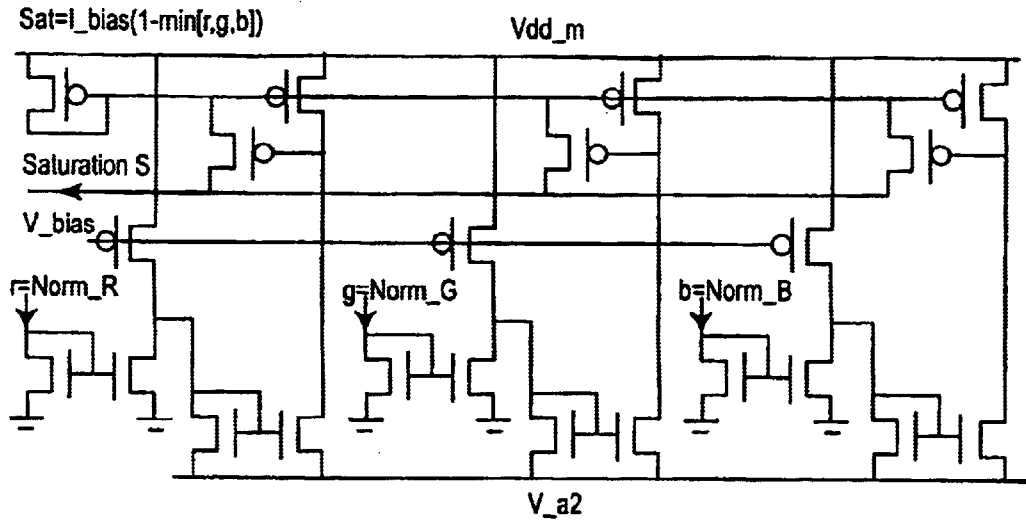 Sat=I_bias(1-min[r,g,b])
Vdd_m
Saturation S
V_bias
r=Norm_R
g=Norm_G
b=Norm_B
V_a2